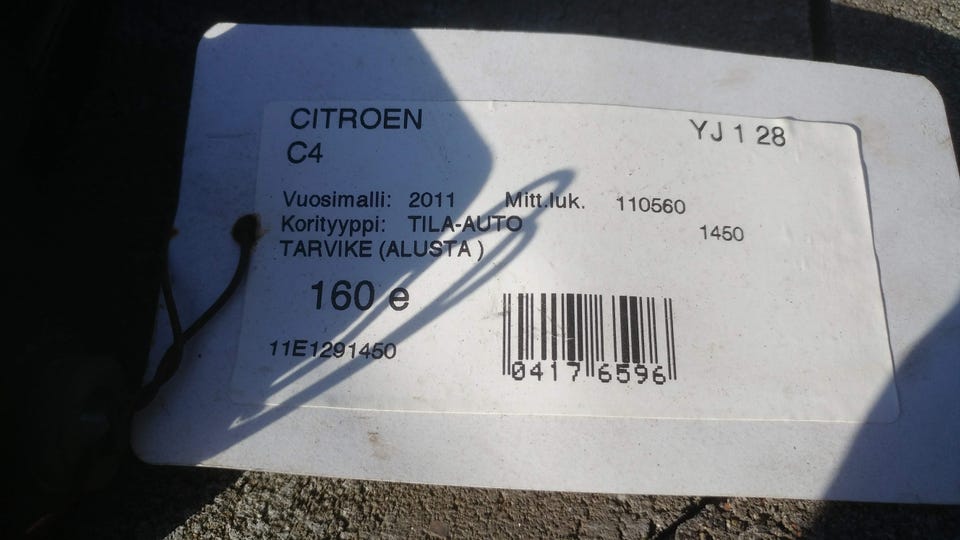 CITROEN
YJ 1 28
C4
Vuosimalli: 2011 Mitt.luk. 110560
Korityyppi: TILA-AUTO
1450
TARVIKE (ALUSTA )
160 e
11E1291450
0417 6596